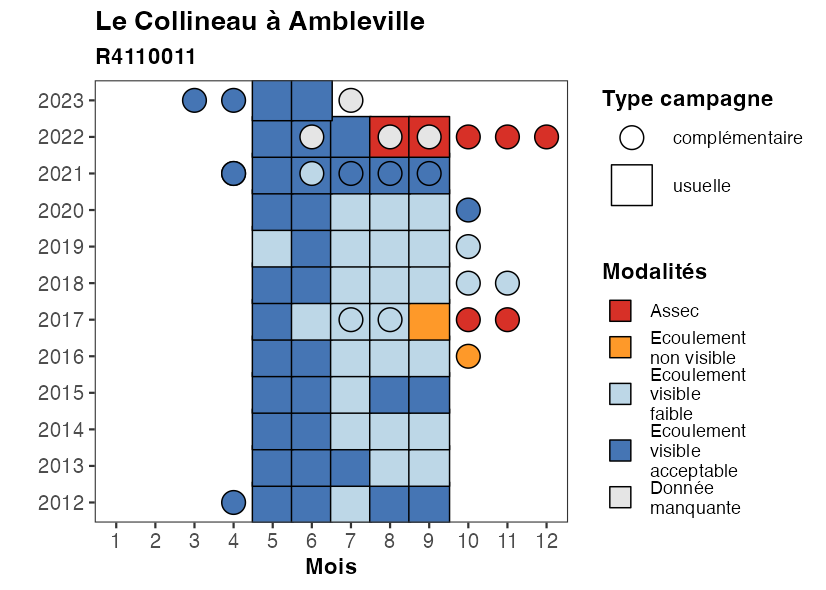 Le Collineau à Ambleville
R4110011
2023
2022
2021
2020
2019
2018
2017
2016
2015
2014
2013
2012
1 2 3 4 5 6 7 8 9 10 11 12
Mois
Type campagne
complémentaire
usuelle
Modalités
Assec
Ecoulement
non visible
Ecoulement
visible
faible
Ecoulement
visible
acceptable
Donnée
manquante